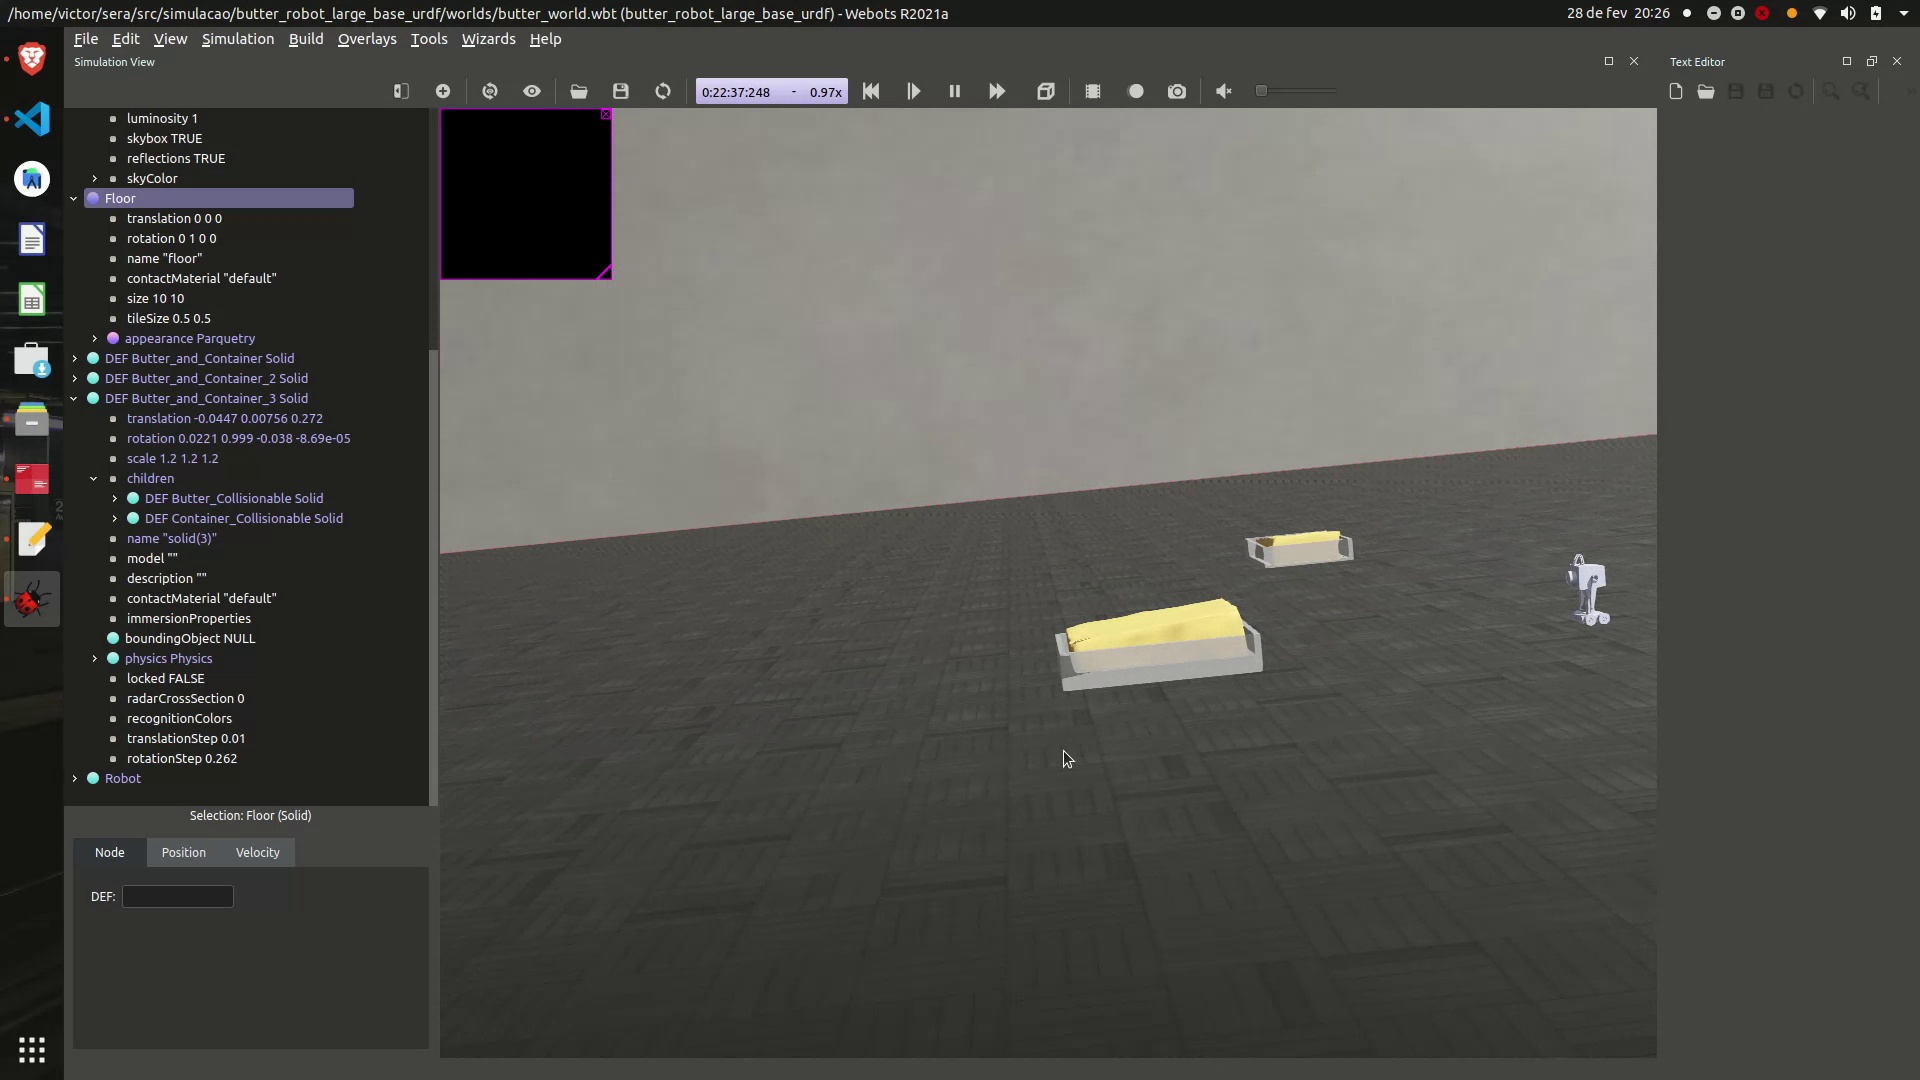 /home/victor/sera/src/simulacao/butter_robot_large_base_urdf/worlds/butter_world.wbt (butter_robot_large_base_urdf) - Webots R2021a
28 de fev 20:26
File Edit View Simulation Build Overlays Tools Wizards Help
Simulation View
Text Editor
0:22:37:248 - 0.97x
luminosity 1
skybox TRUE
reflections TRUE
skyColor
Floor
translation 0 0 0
rotation 0 1 0 0
name "floor"
contactMaterial "default"
size 10 10
tileSize 0.5 0.5
appearance Parquetry
DEF Butter_and_Container Solid
DEF Butter_and_Container_2 Solid
DEF Butter_and_Container_3 Solid
translation -0.0447 0.00756 0.272
rotation 0.0221 0.999 -0.038 -8.69e-05
scale 1.2 1.2 1.2
children
DEF Butter_Collisionable Solid
DEF Container_Collisionable Solid
name "solid(3)"
model ""
description ""
contactMaterial "default"
immersionProperties
boundingObject NULL
physics Physics
locked FALSE
radarCrossSection 0
recognitionColors
translationStep 0.01
rotationStep 0.262
Robot
Selection: Floor (Solid)
Node Position Velocity
DEF: